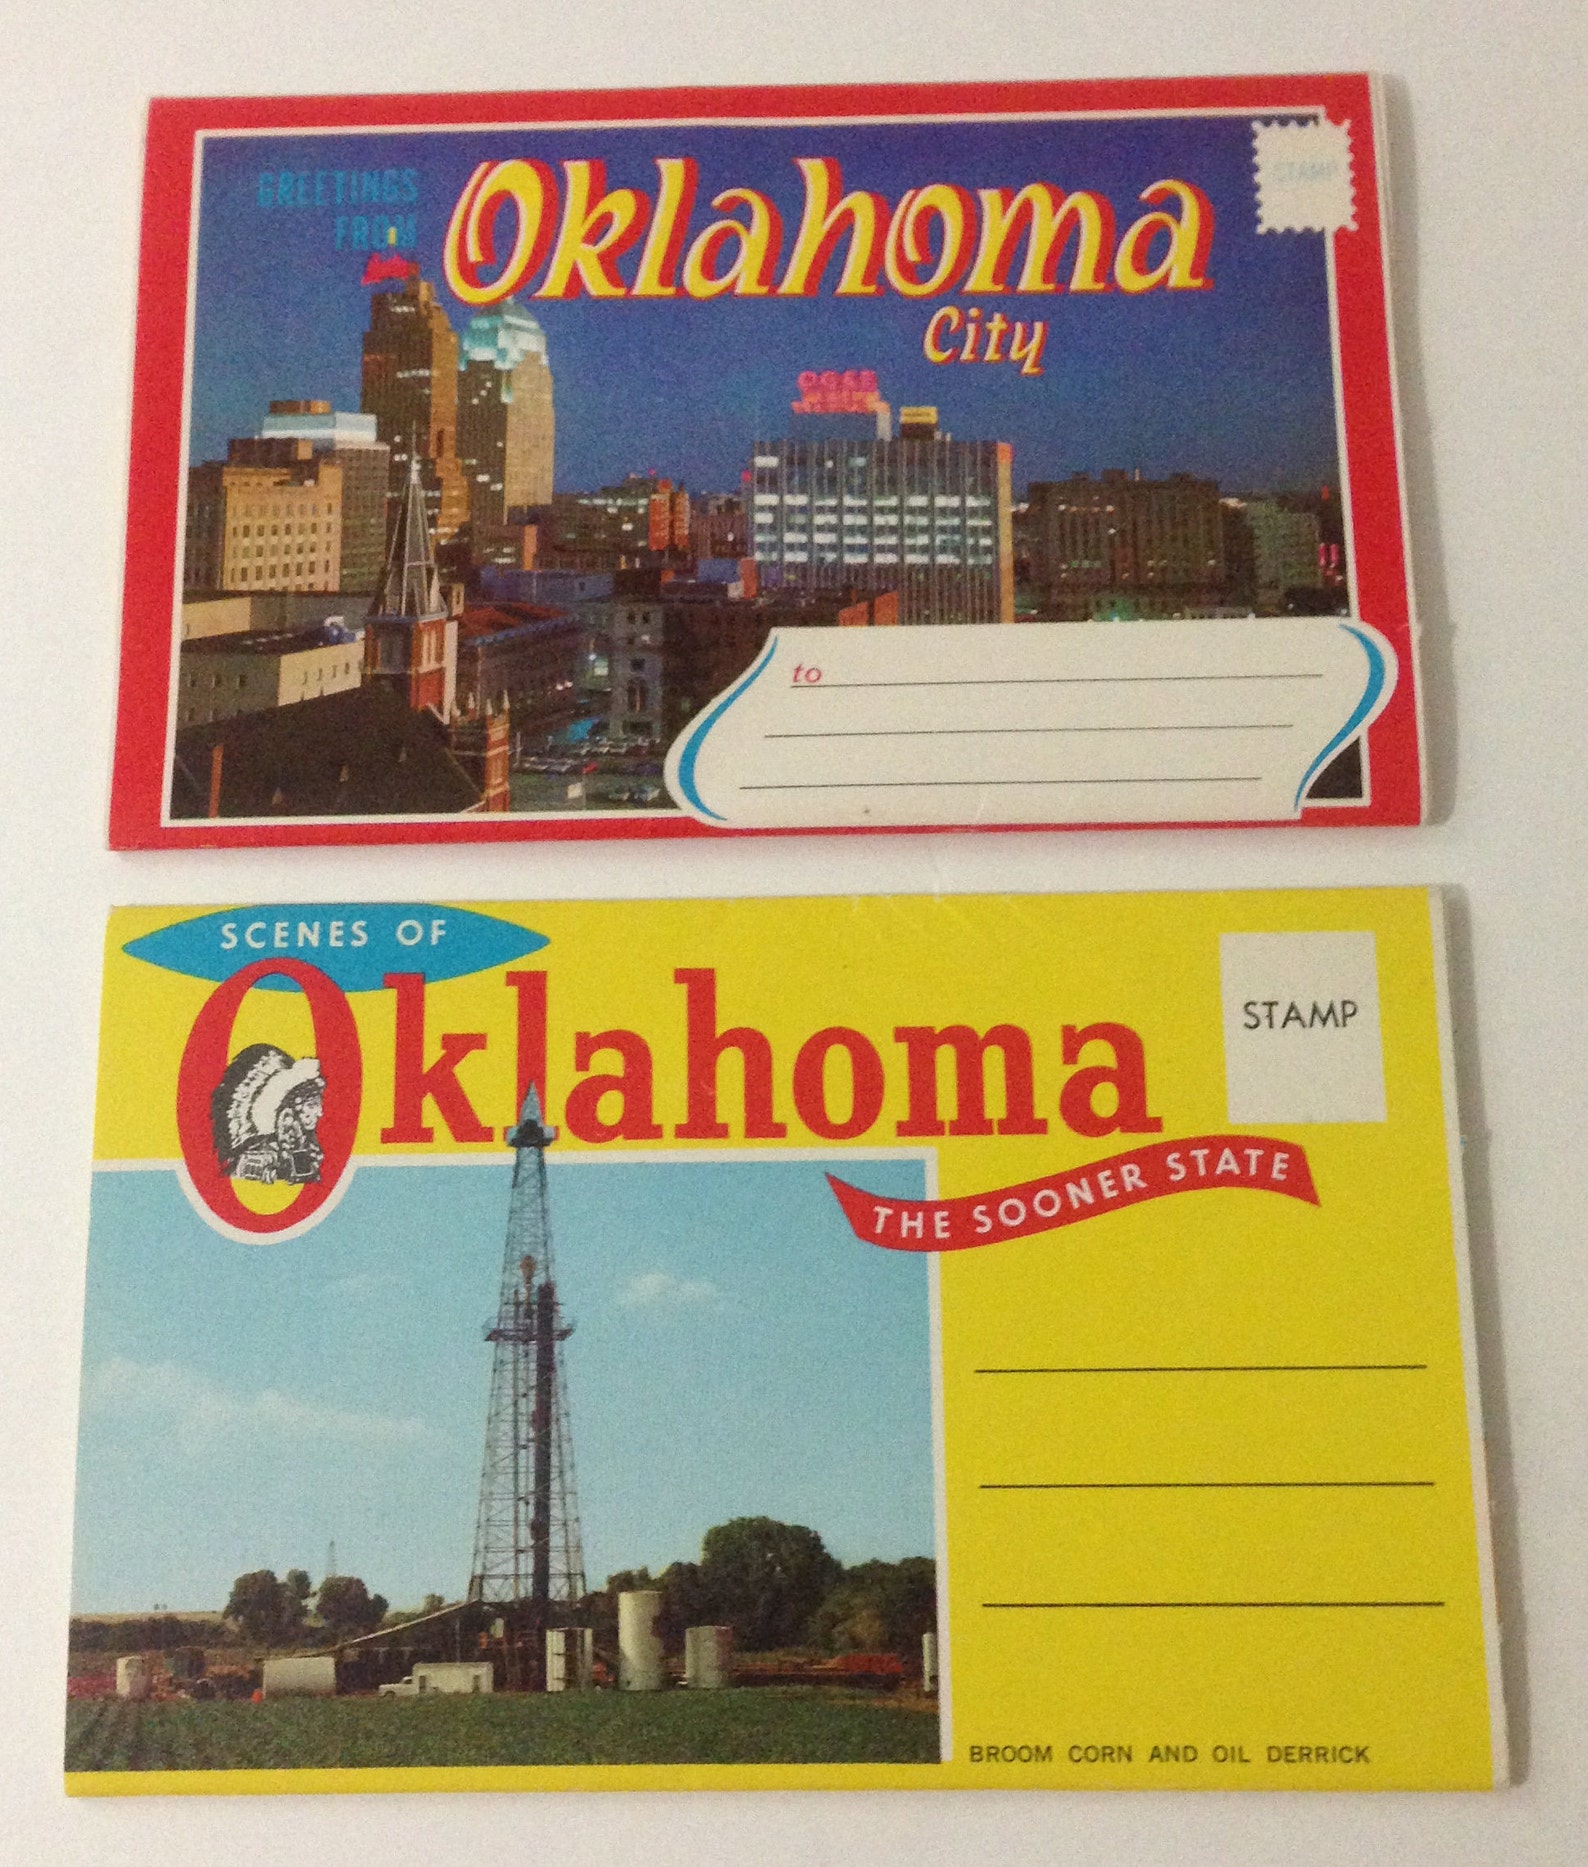 GREETINGS
FROM
Oklahoma
City
STAMP
to
SCENES OF
Oklahoma
STAMP
THE SOONER STATE
BROOM CORN AND OIL DERRICK